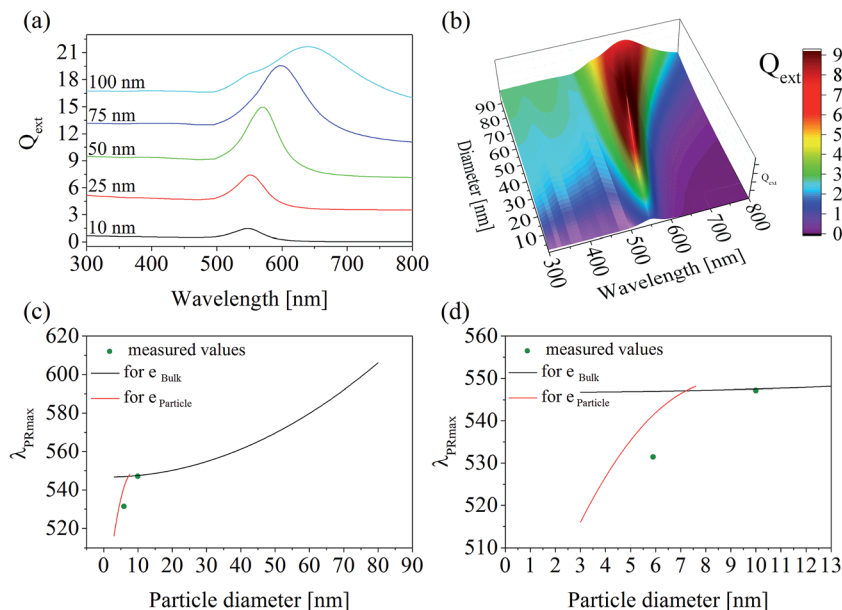 (a)
21
18
15
12
9
6
3
0
Q_ext
100 nm
75 nm
50 nm
25 nm
10 nm
300 400 500 600 700 800
Wavelength [nm]
(b)
Q_ext
9
8
7
6
5
4
3
2
1
0
90
80
70
60
50
40
30
20
10
Diameter [nm]
Q_ext
300 400 500 600 700 800
Wavelength [nm]
(c)
620
600
580
560
540
520
λ_PRmax
measured values
for e_Bulk
for e_Particle
0 10 20 30 40 50 60 70 80 90
Particle diameter [nm]
(d)
560
550
540
530
520
510
λ_PRmax
measured values
for e_Bulk
for e_Particle
0 1 2 3 4 5 6 7 8 9 10 11 12 13
Particle diameter [nm]